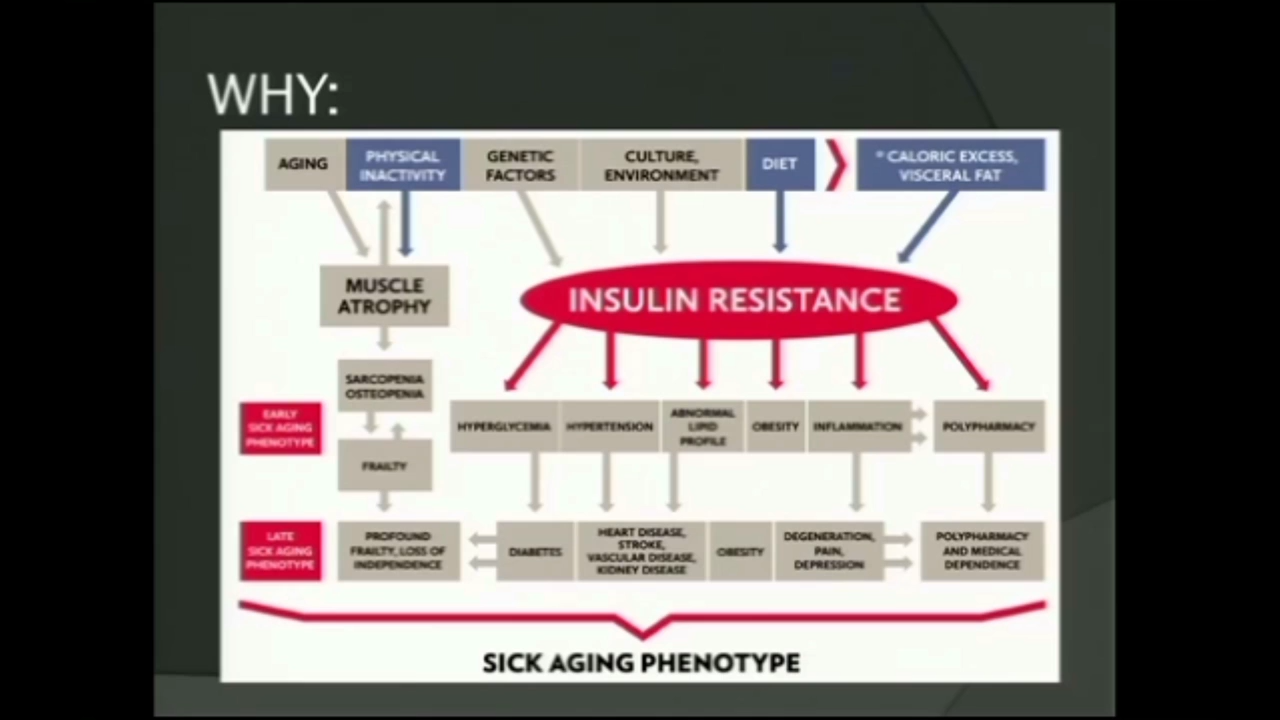 WHY:
AGING
PHYSICAL
INACTIVITY
GENETIC
FACTORS
CULTURE,
ENVIRONMENT
DIET
° CALORIC EXCESS,
VISCERAL FAT
MUSCLE
ATROPHY
INSULIN RESISTANCE
SARCOPENIA
OSTEOPENIA
EARLY
SICK AGING
PHENOTYPE
FRAILTY
HYPERGLYCEMIA
HYPERTENSION
ABNORMAL
LIPID
PROFILE
OBESITY
INFLAMMATION
POLYPHARMACY
LATE
SICK AGING
PHENOTYPE
PROFOUND
FRAILTY, LOSS OF
INDEPENDENCE
DIABETES
HEART DISEASE,
STROKE,
VASCULAR DISEASE,
KIDNEY DISEASE
OBESITY
DEGENERATION,
PAIN,
DEPRESSION
POLYPHARMACY
AND MEDICAL
DEPENDENCE
SICK AGING PHENOTYPE